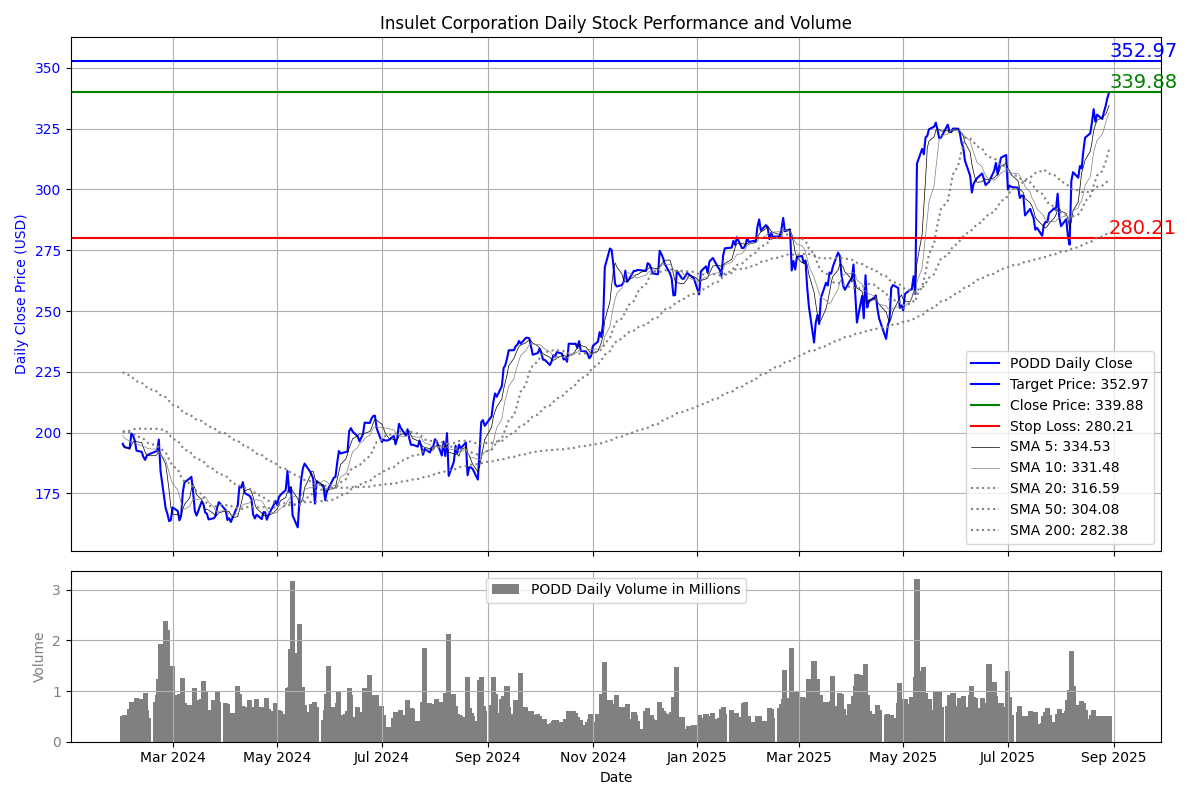 Insulet Corporation Daily Stock Performance and Volume
352.97
339.88
280.21
Daily Close Price (USD)
350
325
300
275
250
225
200
175
PODD Daily Close
Target Price: 352.97
Close Price: 339.88
Stop Loss: 280.21
SMA 5: 334.53
SMA 10: 331.48
SMA 20: 316.59
SMA 50: 304.08
SMA 200: 282.38
PODD Daily Volume in Millions
Volume
3
2
1
0
Mar 2024
May 2024
Jul 2024
Sep 2024
Nov 2024
Jan 2025
Mar 2025
May 2025
Jul 2025
Sep 2025
Date